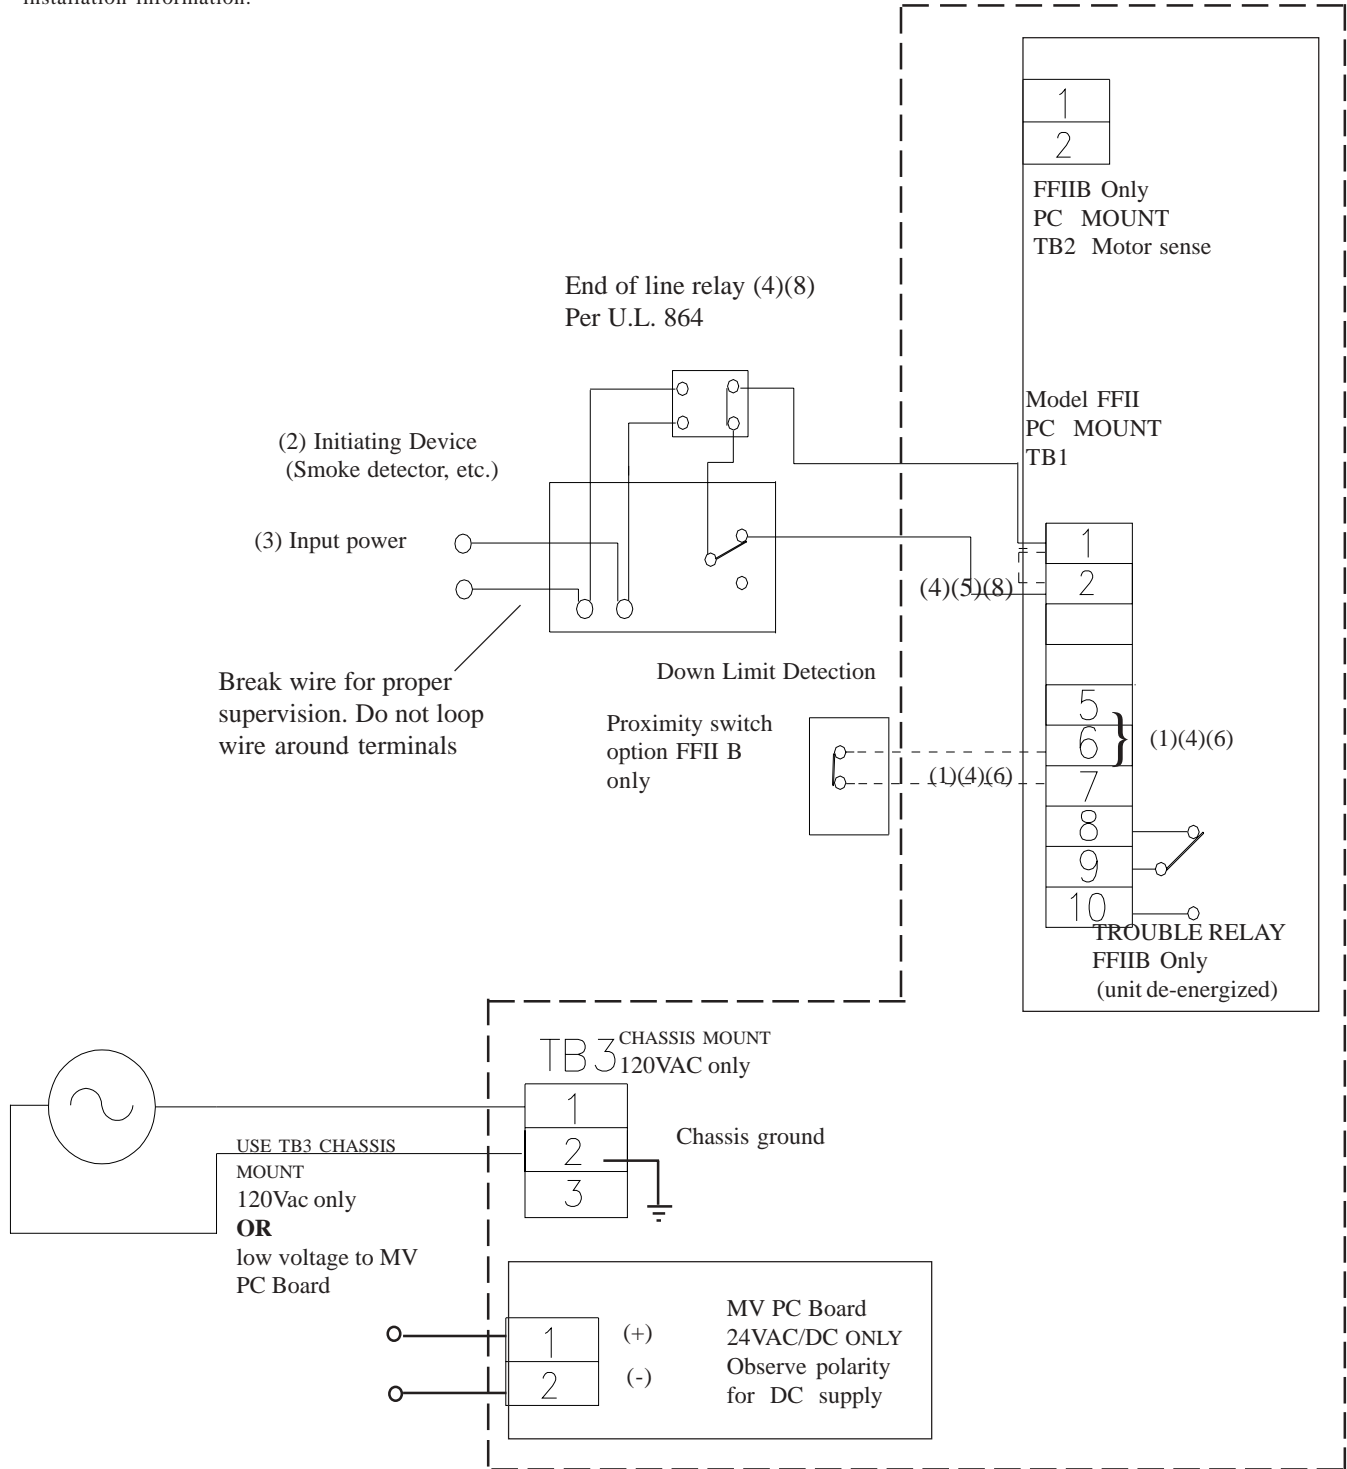 installation information.
1
2
FFIIB Only
PC MOUNT
TB2 Motor sense
End of line relay (4)(8)
Per U.L. 864
Model FFII
PC MOUNT
TB1
(2) Initiating Device
(Smoke detector, etc.)
(3) Input power
1
2
(4)(5)(8)
Break wire for proper
supervision. Do not loop
wire around terminals
Down Limit Detection
Proximity switch
option FFII B
only
(1)(4)(6)
5
6
7
8
9
10
(1)(4)(6)
TROUBLE RELAY
FFIIB Only
(unit de-energized)
TB3
CHASSIS MOUNT
120VAC only
1
2
3
Chassis ground
USE TB3 CHASSIS
MOUNT
120Vac only
OR
low voltage to MV
PC Board
1
2
(+)
(-)
MV PC Board
24VAC/DC ONLY
Observe polarity
for DC supply